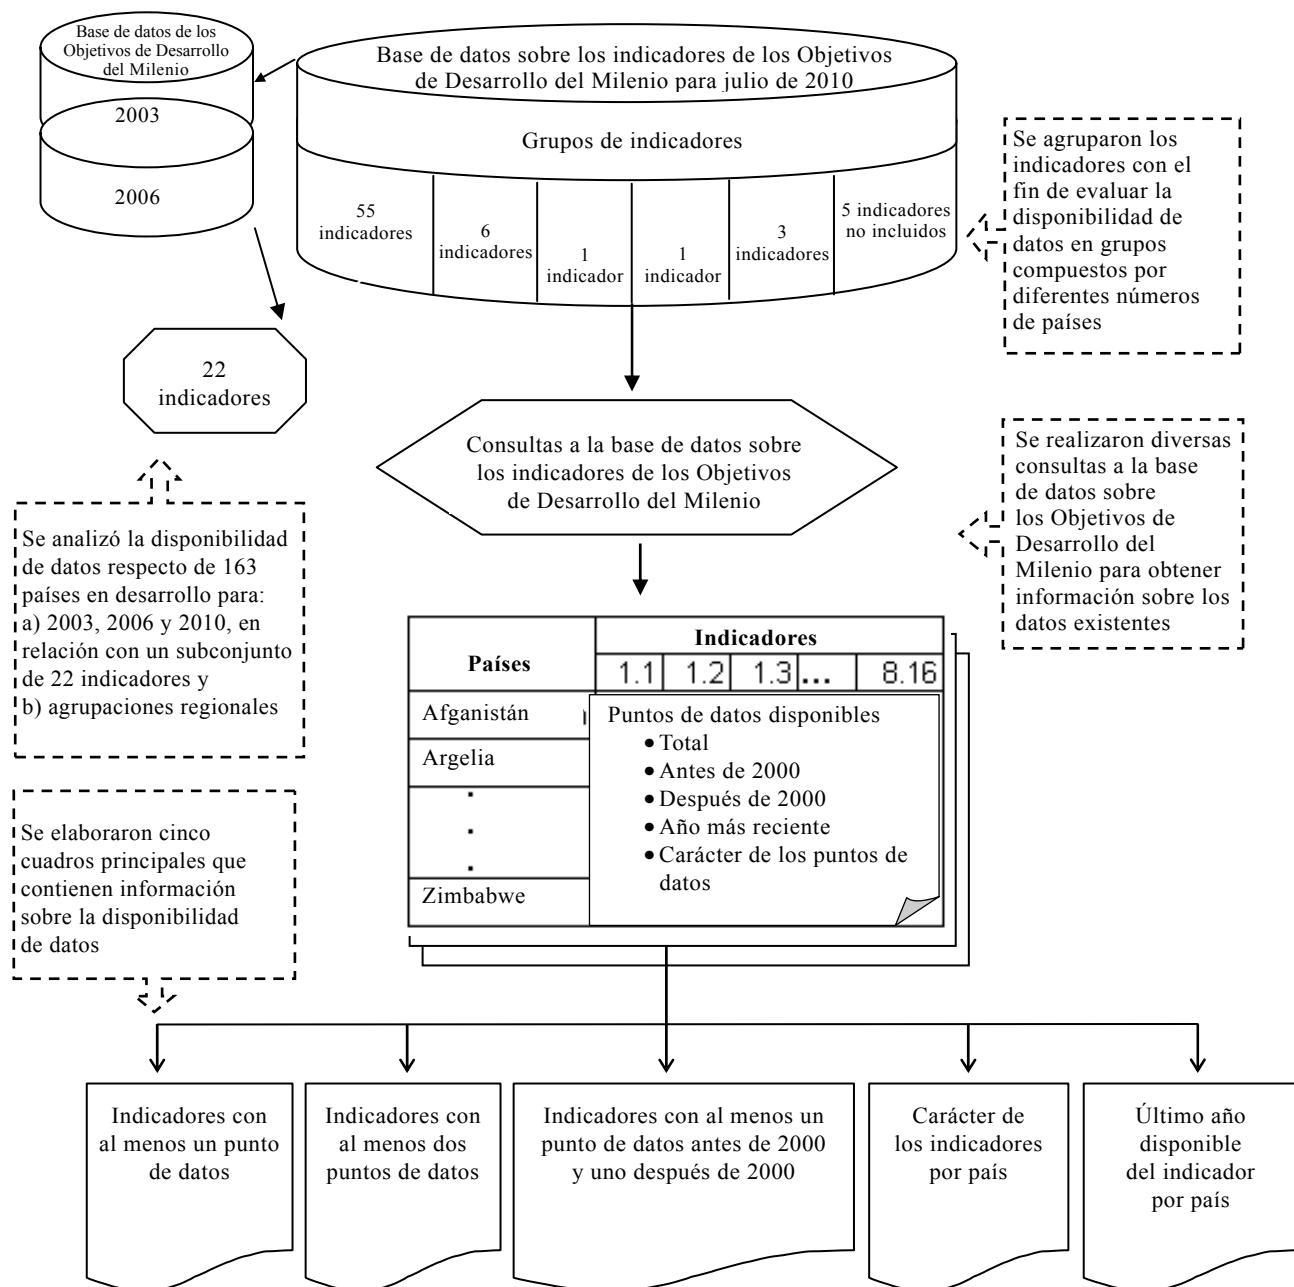 Base de datos de los
Objetivos de Desarrollo
del Milenio
2003
2006
Base de datos sobre los indicadores de los Objetivos
de Desarrollo del Milenio para julio de 2010
Grupos de indicadores
55
indicadores
6
indicadores
1
indicador
1
indicador
3
indicadores
5 indicadores
no incluidos
Se agruparon los
indicadores con el
fin de evaluar la
disponibilidad de
datos en grupos
compuestos por
diferentes números
de países
22
indicadores
Consultas a la base de datos sobre
los indicadores de los Objetivos
de Desarrollo del Milenio
Se realizaron diversas
consultas a la base
de datos sobre
los Objetivos de
Desarrollo del
Milenio para obtener
información sobre los
datos existentes
Se analizó la disponibilidad
de datos respecto de 163
países en desarrollo para:
a) 2003, 2006 y 2010, en
relación con un subconjunto
de 22 indicadores y
b) agrupaciones regionales
Países
Indicadores
1.1 1.2 1.3 ... 8.16
Afganistán
Argelia
.
.
.
Zimbabwe
Puntos de datos disponibles
• Total
• Antes de 2000
• Después de 2000
• Año más reciente
• Carácter de los puntos de
datos
Se elaboraron cinco
cuadros principales que
contienen información
sobre la disponibilidad
de datos
Indicadores con
al menos un punto
de datos
Indicadores con
al menos dos
puntos de datos
Indicadores con al menos un
punto de datos antes de 2000
y uno después de 2000
Carácter de
los indicadores
por país
Último año
disponible
del indicador
por país